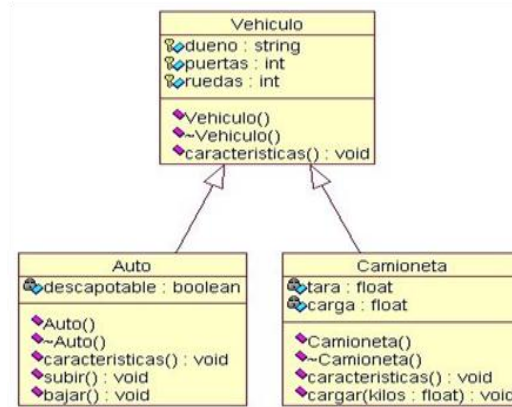 Vehiculo
dueno : string
puertas : int
ruedas : int
Vehiculo()
~Vehiculo()
caracteristicas() : void
Auto
descapotable : boolean
Auto()
~Auto()
caracteristicas() : void
subir() : void
bajar() : void
Camioneta
tara : float
carga : float
Camioneta()
~Camioneta()
caracteristicas() : void
cargar(kilos : float) : void